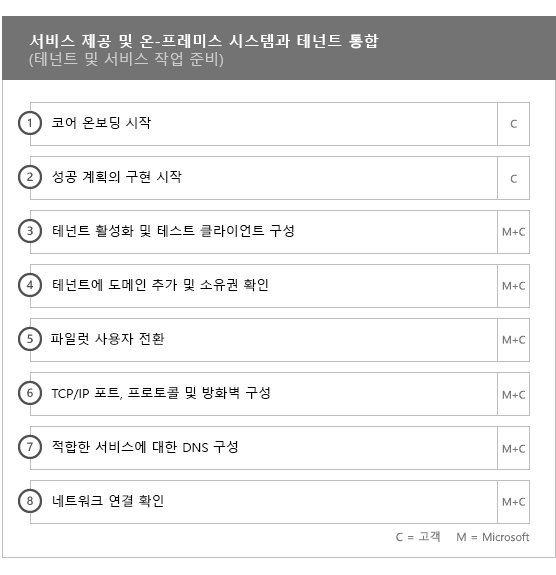 서비스 제공 및 온-프레미스 시스템과 테넌트 통합
(테넌트 및 서비스 작업 준비)
1 코어 온보딩 시작 C
2 성공 계획의 구현 시작 C
3 테넌트 활성화 및 테스트 클라이언트 구성 M+C
4 테넌트에 도메인 추가 및 소유권 확인 M+C
5 파일럿 사용자 전환 M+C
6 TCP/IP 포트, 프로토콜 및 방화벽 구성 M+C
7 적합한 서비스에 대한 DNS 구성 M+C
8 네트워크 연결 확인 M+C
C = 고객 M = Microsoft